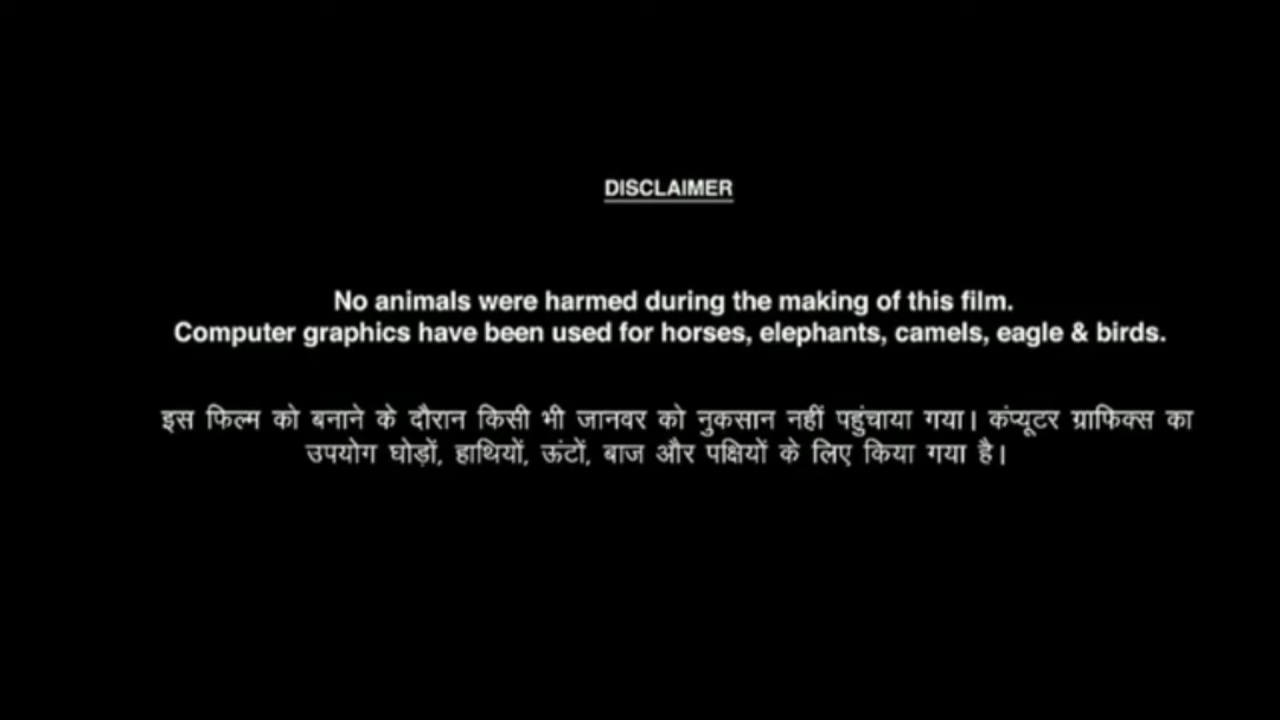 DISCLAIMER
No animals were harmed during the making of this film.
Computer graphics have been used for horses, elephants, camels, eagle & birds.
इस फिल्म को बनाने के दौरान किसी भी जानवर को नुकसान नहीं पहुंचाया गया। कंप्यूटर ग्राफिक्स का
उपयोग घोड़ों, हाथियों, ऊंटों, बाज और पक्षियों के लिए किया गया है।